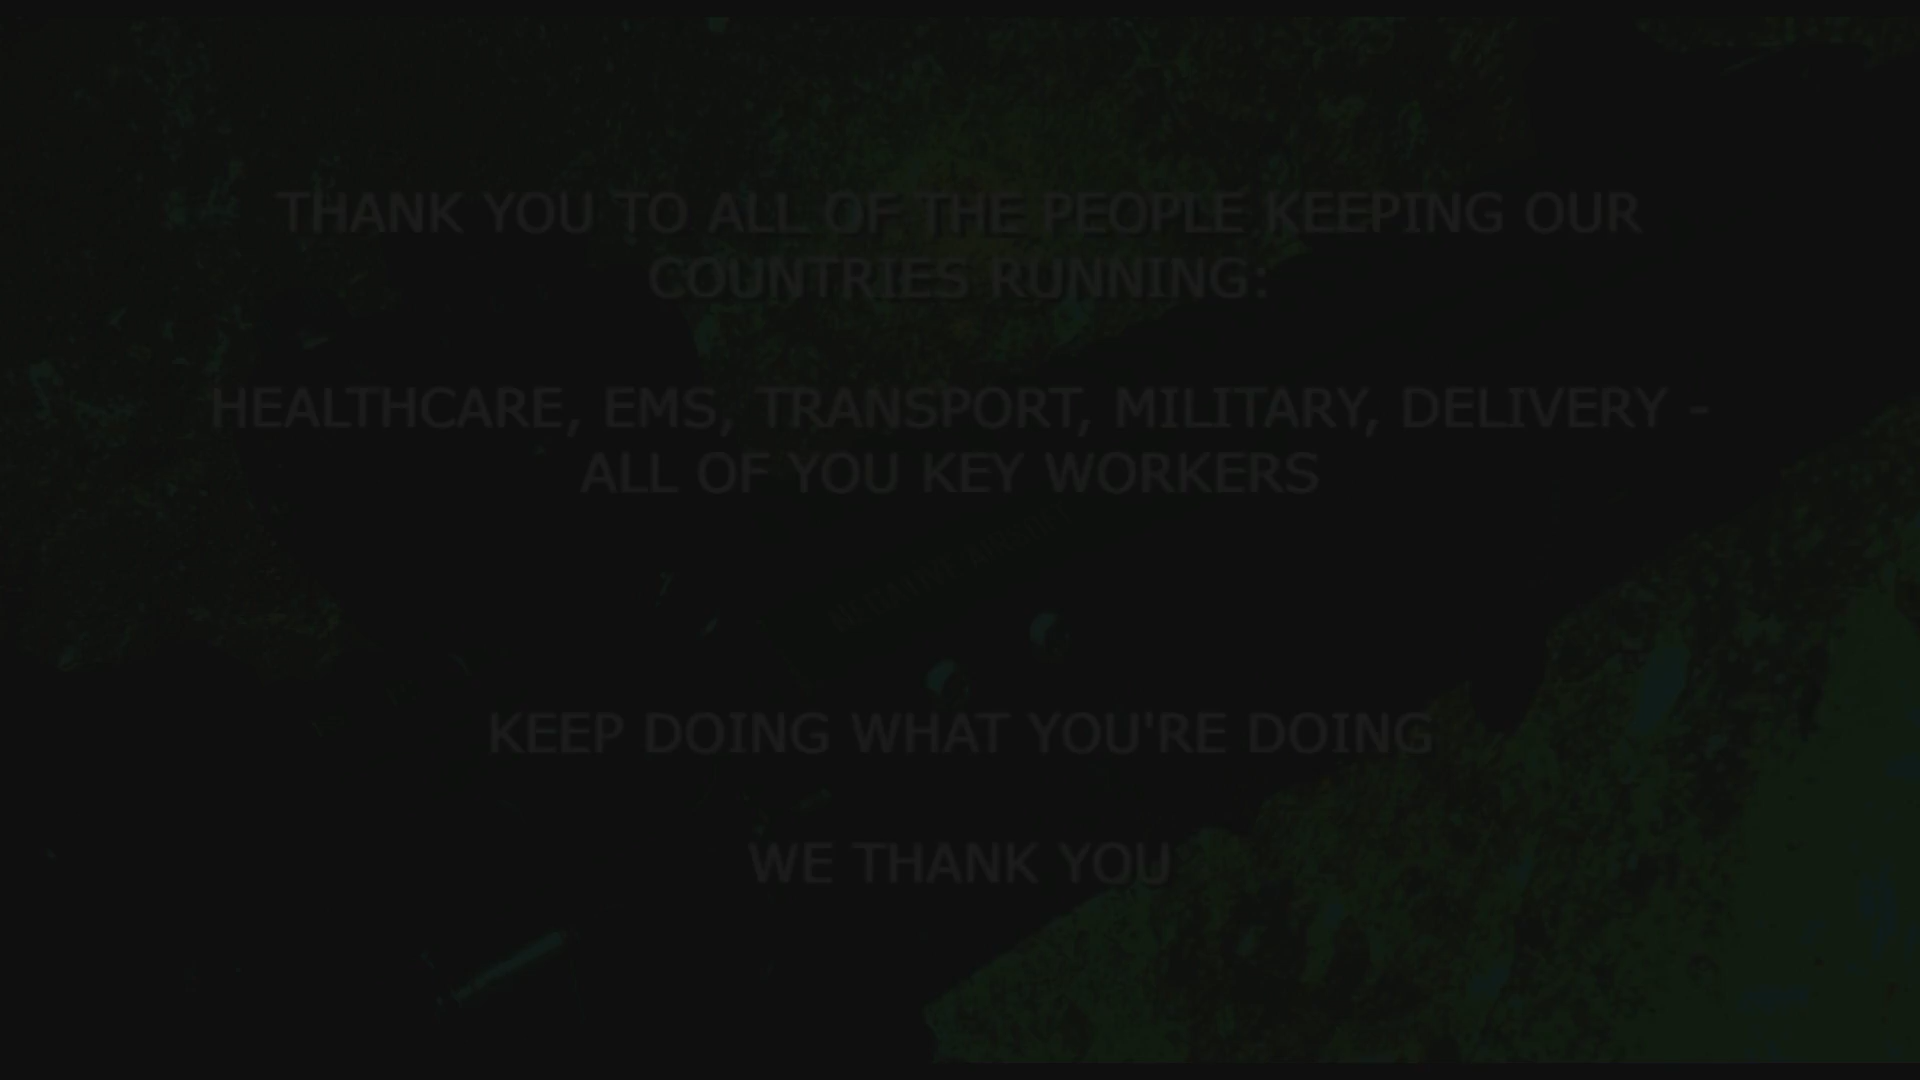 THANK YOU TO ALL OF THE PEOPLE KEEPING OUR
COUNTRIES RUNNING:
HEALTHCARE, EMS, TRANSPORT, MILITARY, DELIVERY -
ALL OF YOU KEY WORKERS
KEEP DOING WHAT YOU'RE DOING
WE THANK YOU